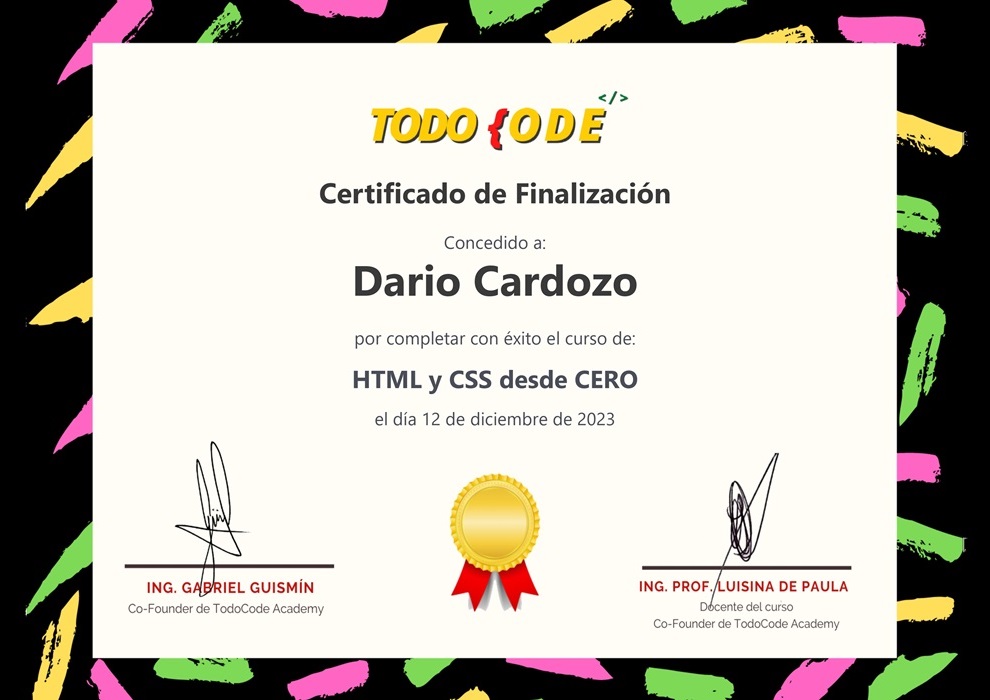 </>
TODO {ODE
Certificado de Finalización
Concedido a:
Dario Cardozo
por completar con éxito el curso de:
HTML y CSS desde CERO
el día 12 de diciembre de 2023
ING. GABRIEL GUISMÍN
Co-Founder de TodoCode Academy
ING. PROF. LUISINA DE PAULA
Docente del curso
Co-Founder de TodoCode Academy